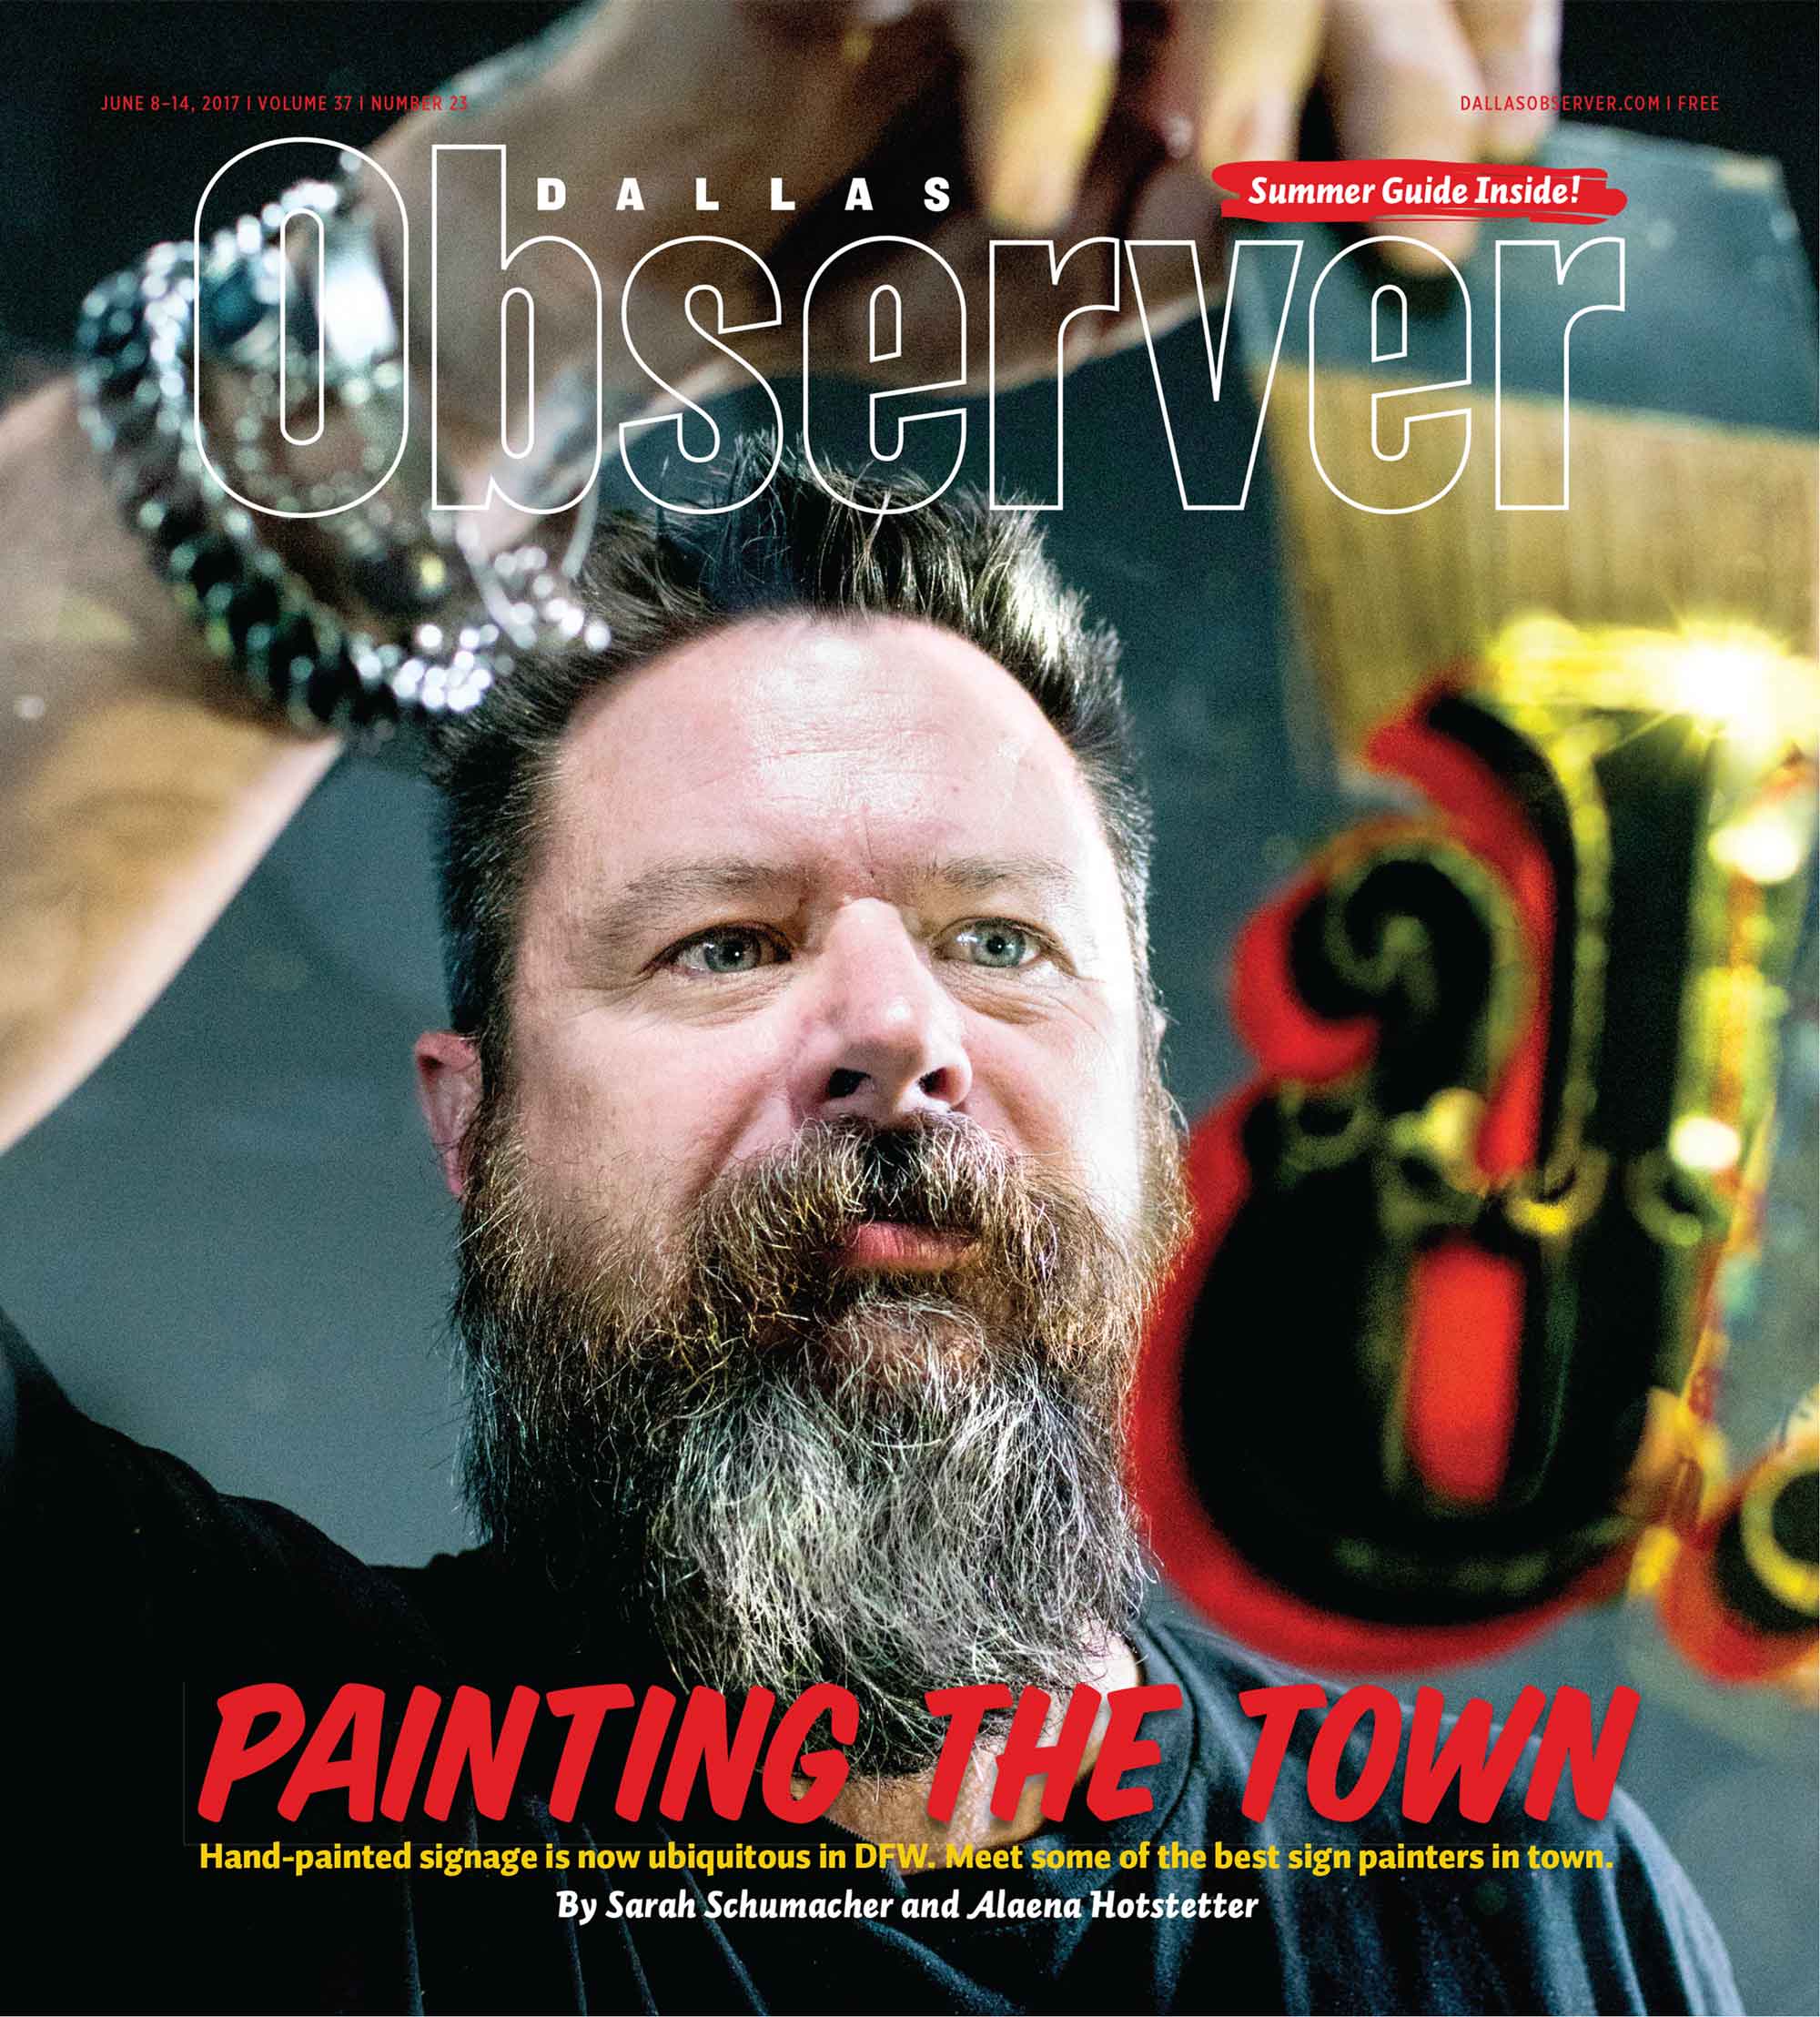 JUNE 8–14, 2017 I VOLUME 37 I NUMBER 23
DALLASOBSERVER.COM I FREE
DALLAS
Summer Guide Inside!
Observer
PAINTING THE TOWN
Hand-painted signage is now ubiquitous in DFW. Meet some of the best sign painters in town.
By Sarah Schumacher and Alaena Hotstetter